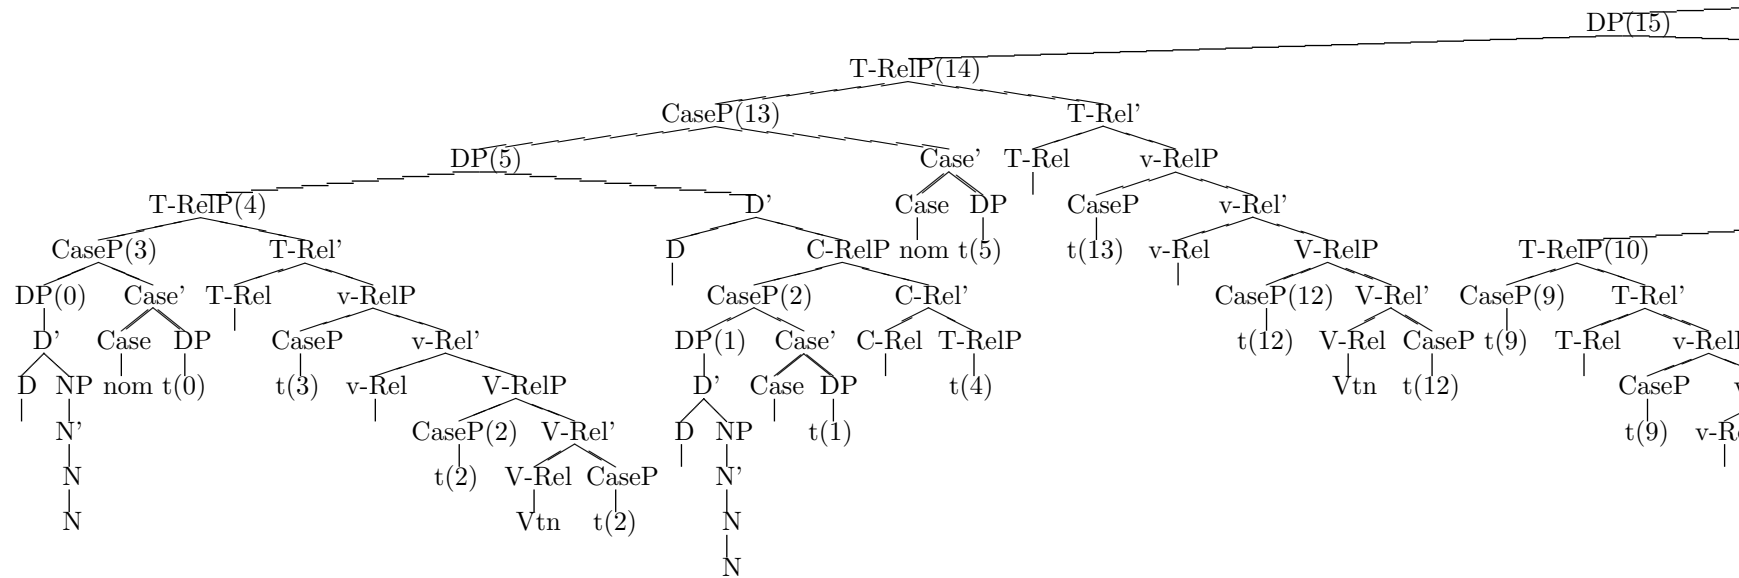 DP(15)
T-RelP(14)
CaseP(13) T-Rel'
DP(5) Case' T-Rel v-RelP
T-RelP(4) D' Case DP CaseP v-Rel'
CaseP(3) T-Rel' D C-RelP nom t(5) t(13) v-Rel V-RelP T-RelP(10)
DP(0) Case' T-Rel v-RelP CaseP(2) C-Rel' CaseP(12) V-Rel' CaseP(9) T-Rel'
D' Case DP CaseP v-Rel' DP(1) Case' C-Rel T-RelP t(12) V-Rel CaseP t(9) T-Rel
D NP nom t(0) t(3) v-Rel V-RelP D' Case DP t(4) Vtn t(12) CaseP
N' CaseP(2) V-Rel' D NP t(1) t(9)
N t(2) V-Rel CaseP N'
N Vtn t(2) N
N